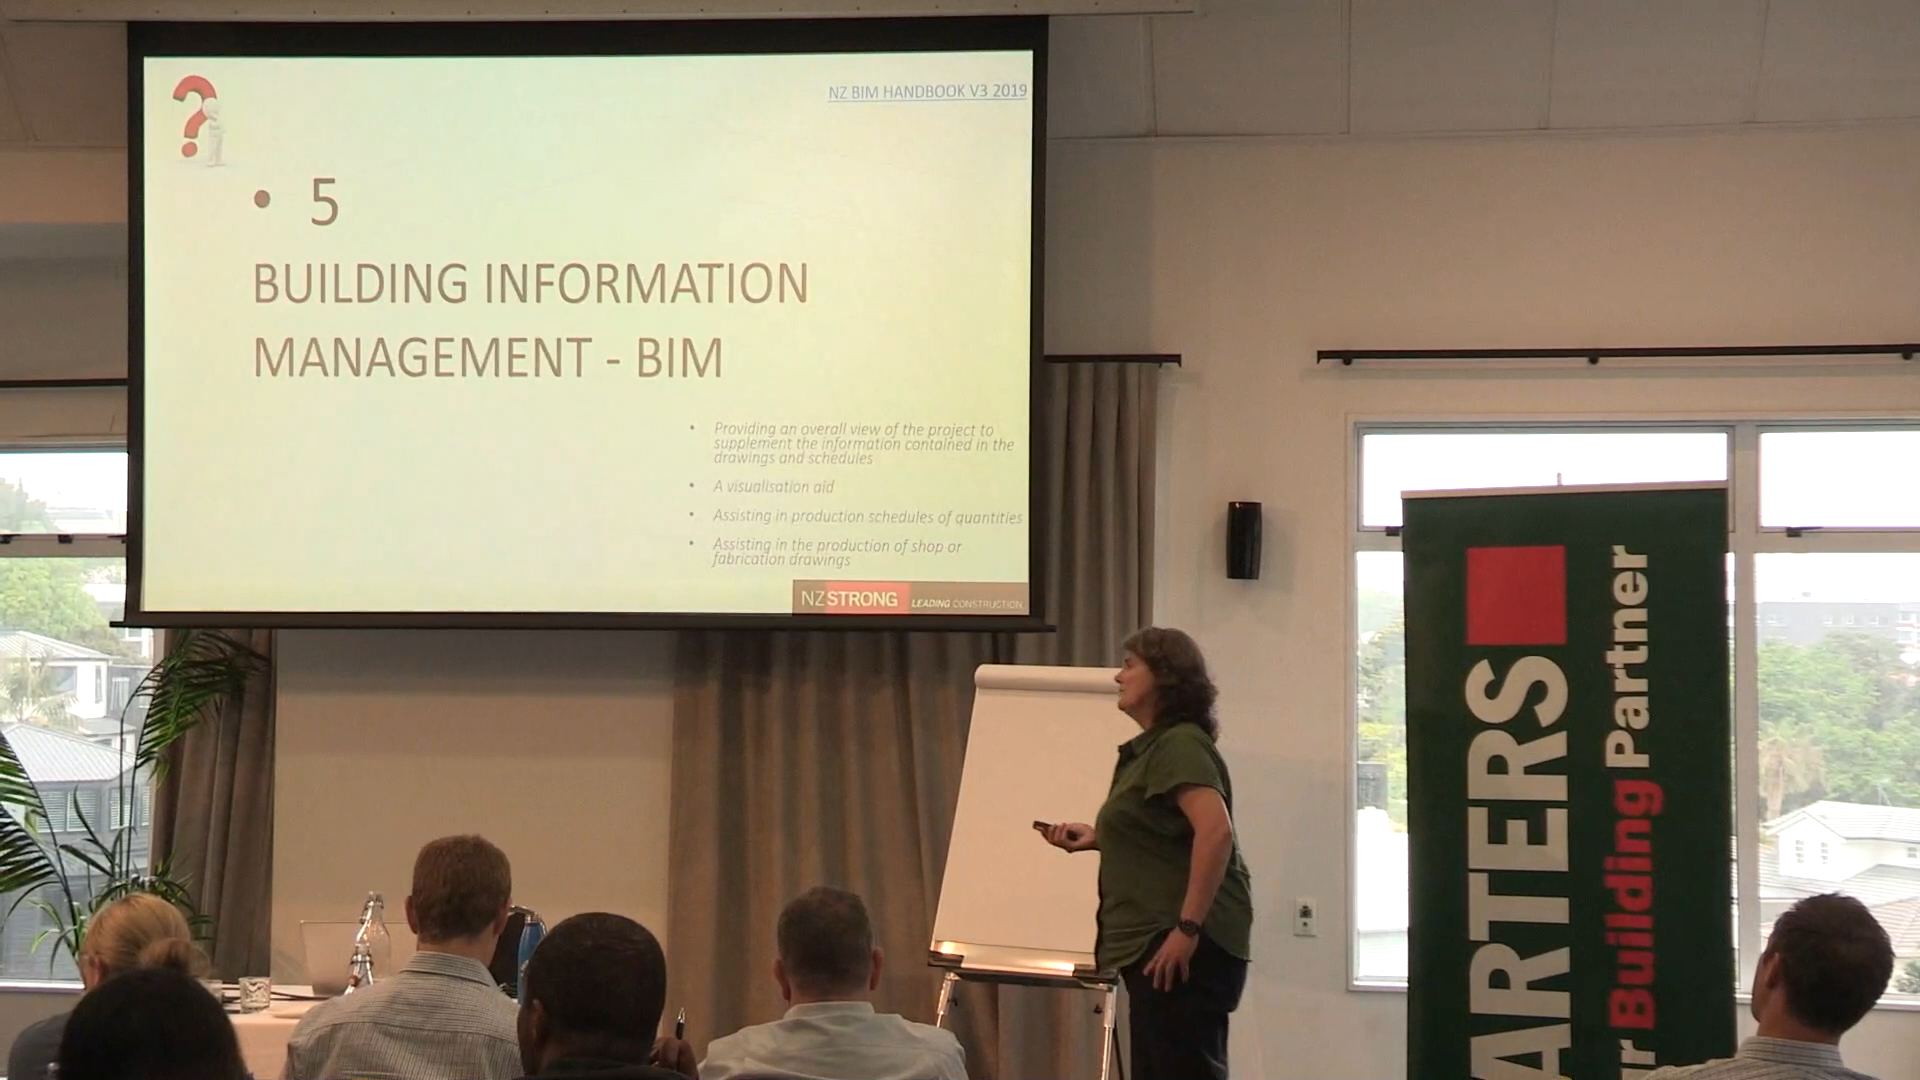 NZ BIM HANDBOOK V3 2019
• 5
BUILDING INFORMATION
MANAGEMENT - BIM
• Providing an overall view of the project to
supplement the information contained in the
drawings and schedules
• A visualisation aid
• Assisting in production schedules of quantities
• Assisting in the production of shop or
fabrication drawings
NZSTRONG LEADING CONSTRUCTION
ARTERS
r Building Partner